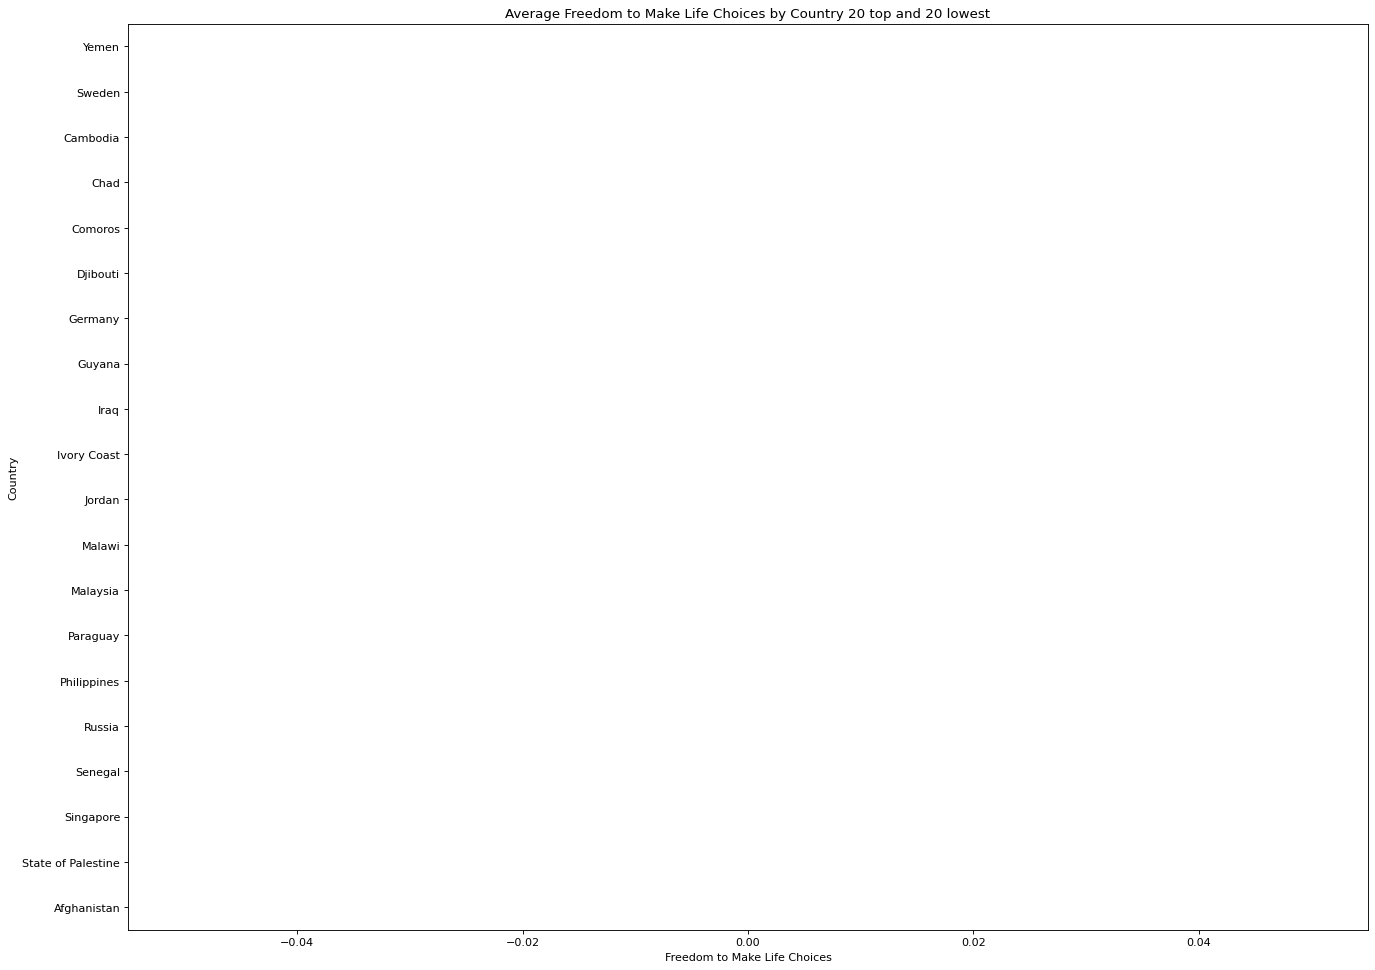 Average Freedom to Make Life Choices by Country 20 top and 20 lowest
Yemen
Sweden
Cambodia
Chad
Comoros
Djibouti
Germany
Guyana
Iraq
Ivory Coast
Jordan
Malawi
Malaysia
Paraguay
Philippines
Russia
Senegal
Singapore
State of Palestine
Afghanistan
Country
−0.04
−0.02
0.00
0.02
0.04
Freedom to Make Life Choices